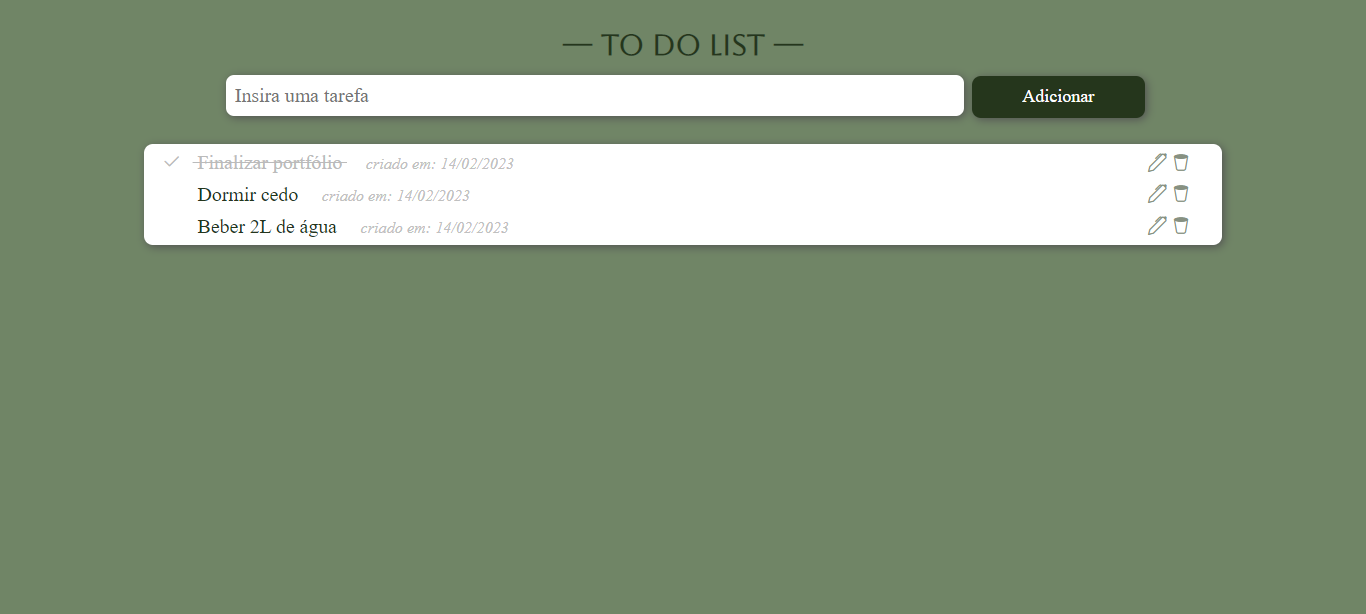 — TO DO LIST —
Insira uma tarefa
Adicionar
Finalizar portfólio criado em: 14/02/2023
Dormir cedo criado em: 14/02/2023
Beber 2L de água criado em: 14/02/2023